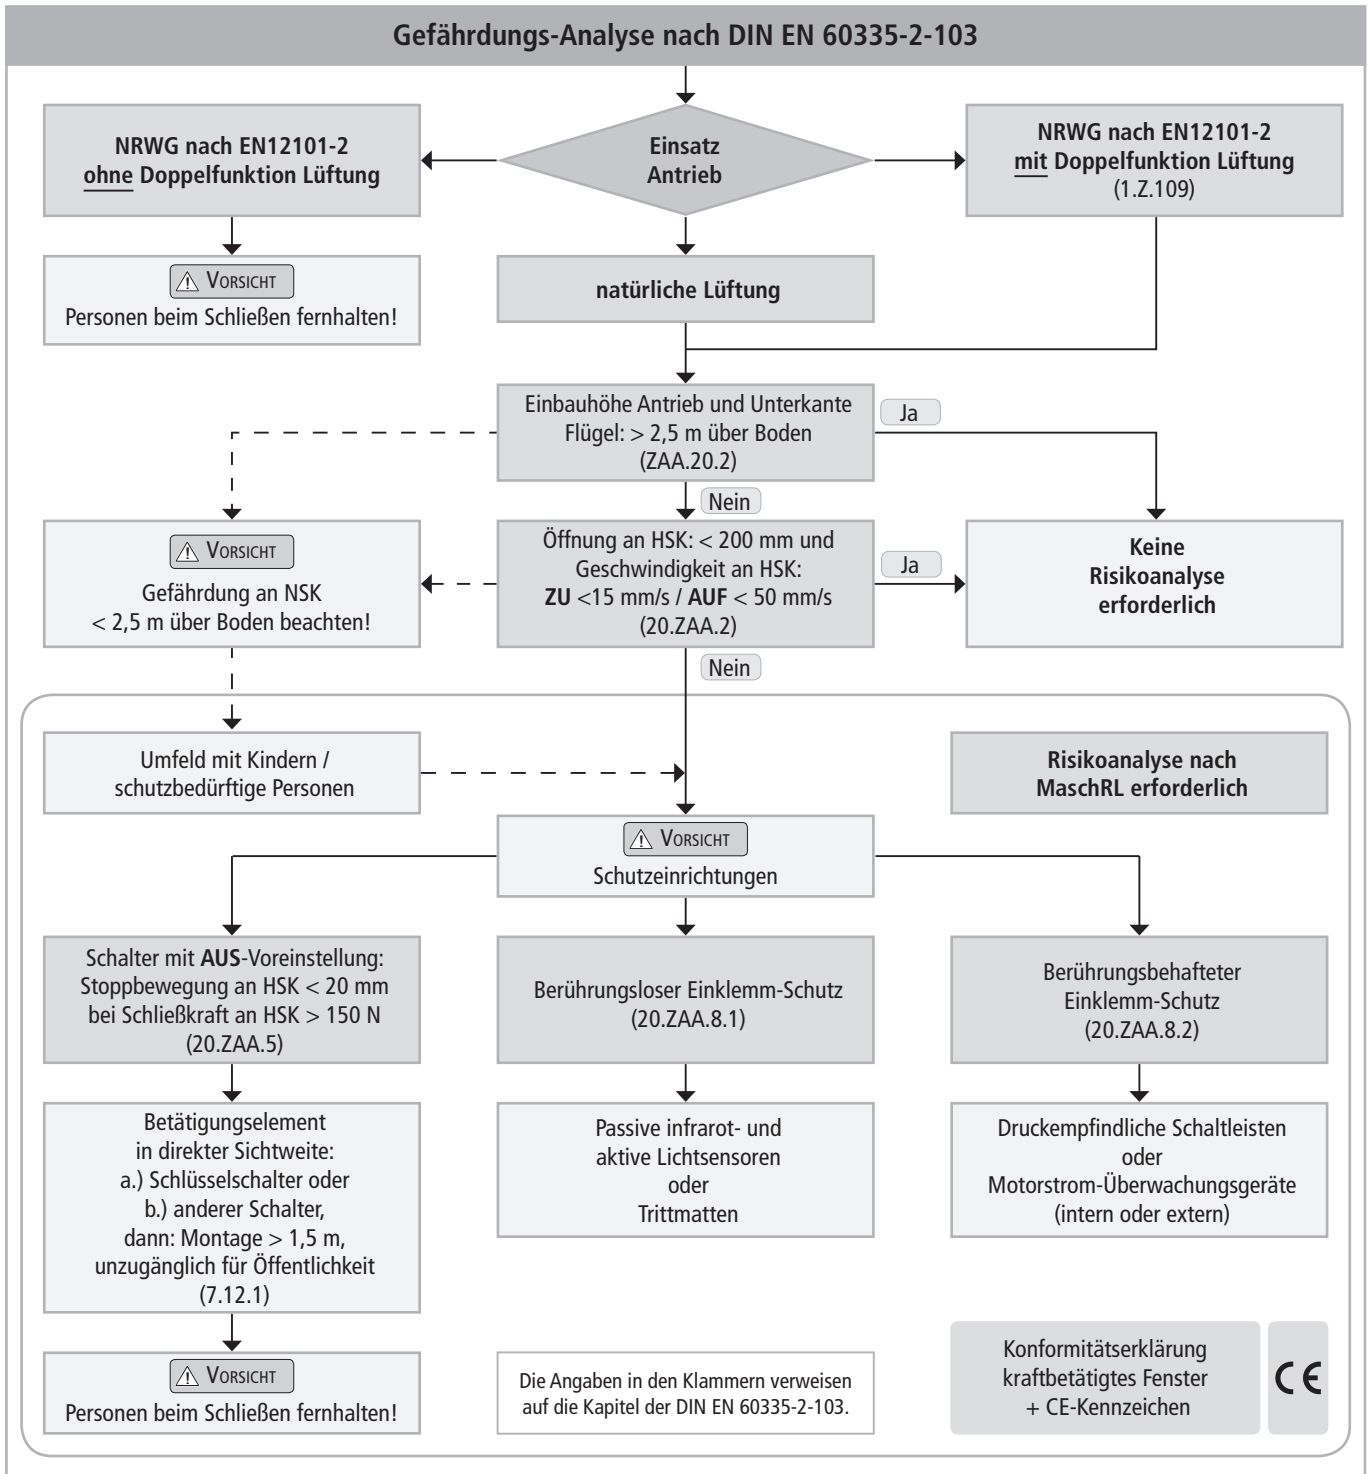 Gefährdungs-Analyse nach DIN EN 60335-2-103
NRWG nach EN12101-2
ohne Doppelfunktion Lüftung
Einsatz
Antrieb
NRWG nach EN12101-2
mit Doppelfunktion Lüftung
(1.Z.109)
VORSICHT
Personen beim Schließen fernhalten!
natürliche Lüftung
Einbauhöhe Antrieb und Unterkante
Flügel: > 2,5 m über Boden
(ZAA.20.2)
Ja
Nein
VORSICHT
Gefährdung an NSK
< 2,5 m über Boden beachten!
Öffnung an HSK: < 200 mm und
Geschwindigkeit an HSK:
ZU <15 mm/s / AUF < 50 mm/s
(20.ZAA.2)
Ja
Keine
Risikoanalyse
erforderlich
Nein
Umfeld mit Kindern /
schutzbedürftige Personen
Risikoanalyse nach
MaschRL erforderlich
VORSICHT
Schutzeinrichtungen
Schalter mit AUS-Voreinstellung:
Stoppbewegung an HSK < 20 mm
bei Schließkraft an HSK > 150 N
(20.ZAA.5)
Berührungsloser Einklemm-Schutz
(20.ZAA.8.1)
Berührungsbehafteter
Einklemm-Schutz
(20.ZAA.8.2)
Betätigungselement
in direkter Sichtweite:
a.) Schlüsselschalter oder
b.) anderer Schalter,
dann: Montage > 1,5 m,
unzugänglich für Öffentlichkeit
(7.12.1)
Passive infrarot- und
aktive Lichtsensoren
oder
Trittmatten
Druckempfindliche Schaltleisten
oder
Motorstrom-Überwachungsgeräte
(intern oder extern)
VORSICHT
Personen beim Schließen fernhalten!
Die Angaben in den Klammern verweisen
auf die Kapitel der DIN EN 60335-2-103.
Konformitätserklärung
kraftbetätigtes Fenster
+ CE-Kennzeichen
CE